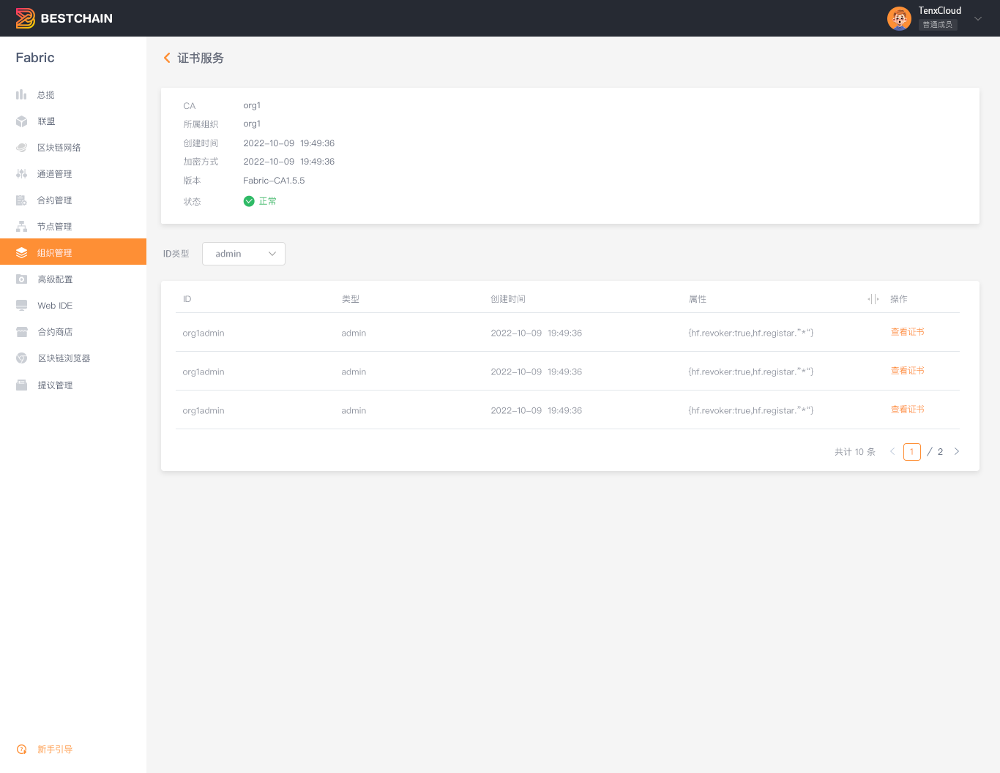 BESTCHAIN
TenxCloud
普通成员
Fabric
总揽
联盟
区块链网络
通道管理
合约管理
节点管理
组织管理
高级配置
Web IDE
合约商店
区块链浏览器
提议管理
新手引导
证书服务
CA org1
所属组织 org1
创建时间 2022-10-09 19:49:36
加密方式 2022-10-09 19:49:36
版本 Fabric-CA1.5.5
状态 正常
ID类型 admin
ID 类型 创建时间 属性 操作
org1admin admin 2022-10-09 19:49:36 {hf.revoker:true,hf.registar.”*“} 查看证书
org1admin admin 2022-10-09 19:49:36 {hf.revoker:true,hf.registar.”*“} 查看证书
org1admin admin 2022-10-09 19:49:36 {hf.revoker:true,hf.registar.”*“} 查看证书
共计 10 条 1 / 2